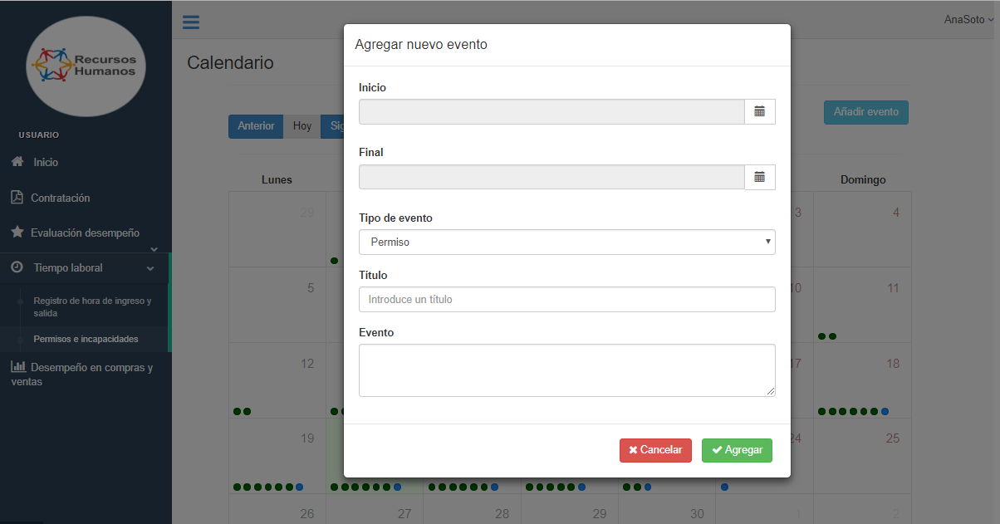 Recursos
Humanos
USUARIO
Inicio
Contratación
Evaluación desempeño
Tiempo laboral
Registro de hora de ingreso y
salida
Permisos e incapacidades
Desempeño en compras y
ventas
AnaSoto
Calendario
Anterior Hoy Sig
Añadir evento
Lunes Domingo
29 3 4
5 10 11
12 17 18
19 24 25
26 27 28 29 30 1 2
Agregar nuevo evento
Inicio
Final
Tipo de evento
Permiso
Título
Introduce un título
Evento
Cancelar Agregar